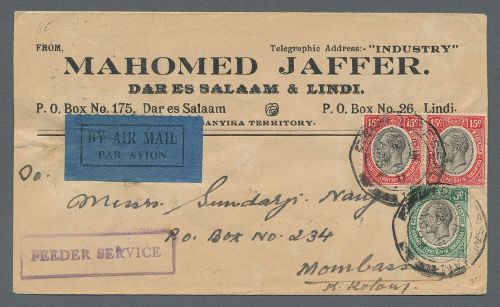 FROM, Telegraphic Address:- "INDUSTRY"
MAHOMED JAFFER.
DAR ES SALAAM & LINDI.
P. O. Box No. 175, Dar es Salaam P. O. Box No. 26, Lindi.
TANGANYIKA TERRITORY.
BY AIR MAIL
PAR AVION
15c 15c
To.
Messrs. Sundarji
P. O. Box No 234
Mombasa
K. Colony
FEEDER SERVICE
5c